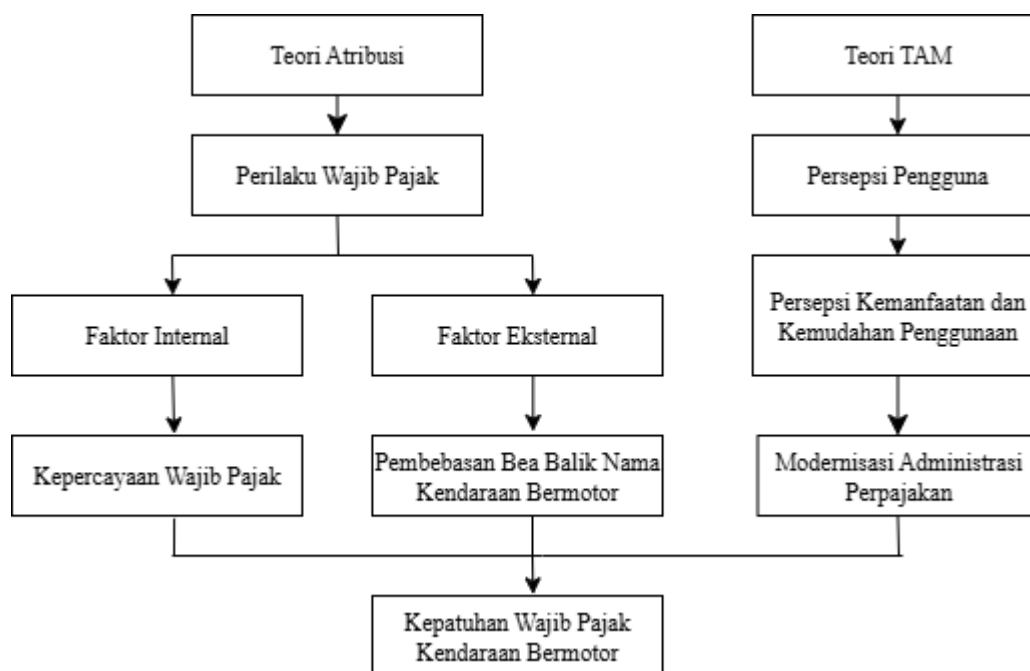 Teori Atribusi
Teori TAM
Perilaku Wajib Pajak
Persepsi Pengguna
Faktor Internal
Faktor Eksternal
Persepsi Kemanfaatan dan
Kemudahan Penggunaan
Kepercayaan Wajib Pajak
Pembebasan Bea Balik Nama
Kendaraan Bermotor
Modernisasi Administrasi
Perpajakan
Kepatuhan Wajib Pajak
Kendaraan Bermotor